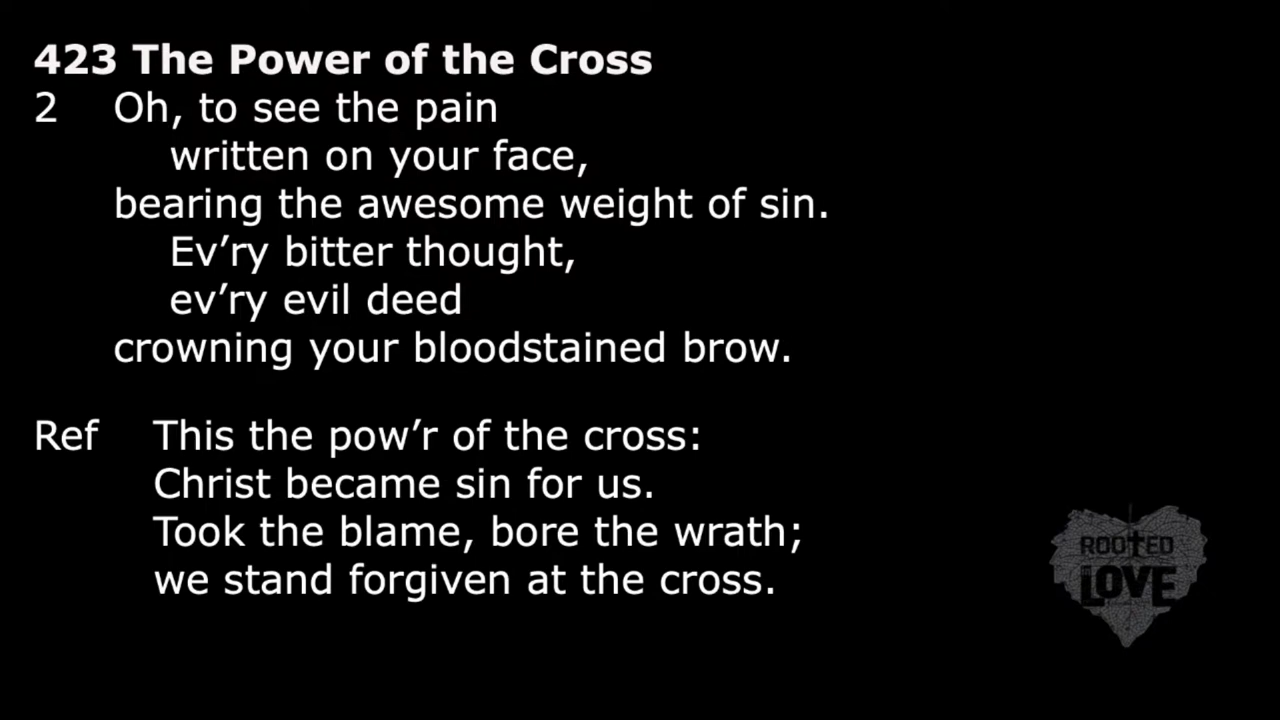 423 The Power of the Cross
2 Oh, to see the pain
written on your face,
bearing the awesome weight of sin.
Ev’ry bitter thought,
ev’ry evil deed
crowning your bloodstained brow.
Ref This the pow’r of the cross:
Christ became sin for us.
Took the blame, bore the wrath;
we stand forgiven at the cross.
ROOTED
LOVE